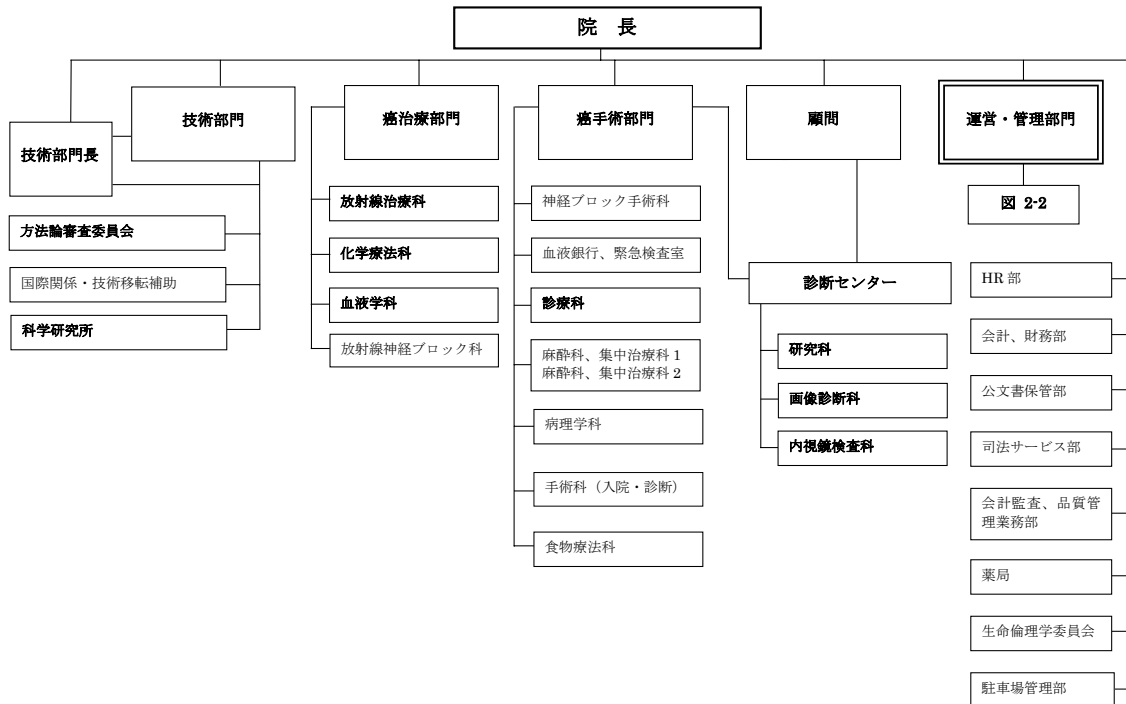 院 長
技術部門長
技術部門
方法論審査委員会
国際関係・技術移転補助
科学研究所
癌治療部門
放射線治療科
化学療法科
血液学科
放射線神経ブロック科
癌手術部門
神経ブロック手術科
血液銀行、緊急検査室
診療科
麻酔科、集中治療科 1
麻酔科、集中治療科 2
病理学科
手術科（入院・診断）
食物療法科
顧問
診断センター
研究科
画像診断科
内視鏡検査科
運営・管理部門
図 2-2
HR 部
会計、財務部
公文書保管部
司法サービス部
会計監査、品質管
理業務部
薬局
生命倫理学委員会
駐車場管理部